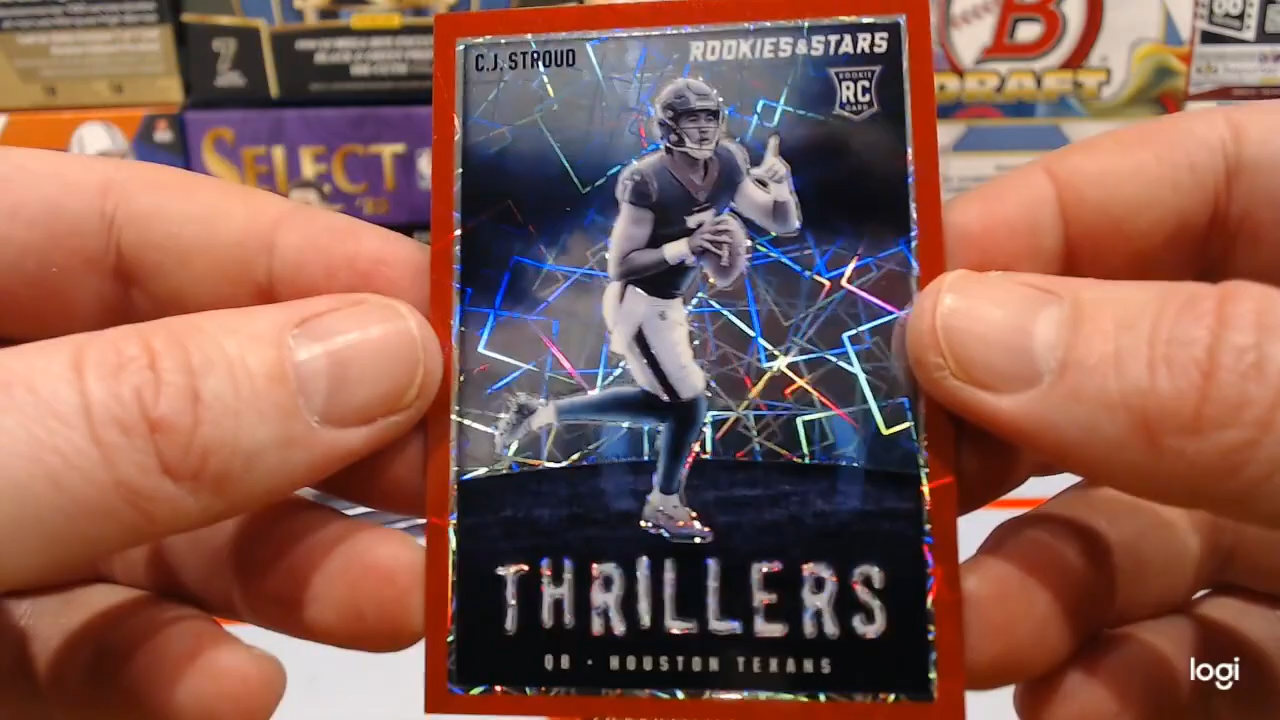 C.J. STROUD
ROOKIES & STARS
ROOKIE
RC
CARD
THRILLERS
QB · HOUSTON TEXANS
SELECT
B
DRAFT
logi